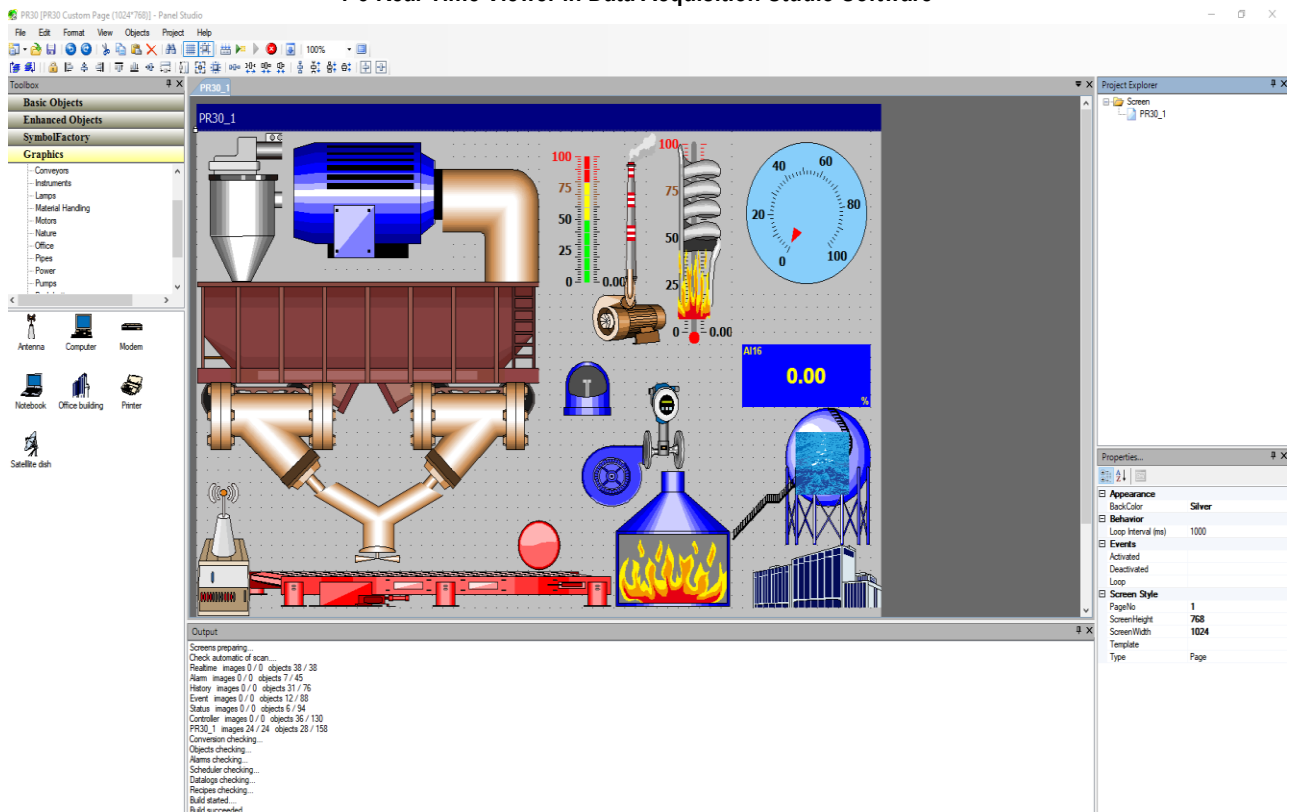 PR30 [PR30 Custom Page (1024*768)] - Panel Studio
File Edit Format View Objects Project Help
100%
Toolbox
Basic Objects
Enhanced Objects
SymbolFactory
Graphics
Conveyors
Instruments
Lamps
Material Handling
Motors
Nature
Office
Pipes
Power
Pumps
Antenna Computer Modem
Notebook Office building Printer
Satellite dish
PR30_1
PR30_1
100
75
50
25
0
0.00
100
75
50
25
0
0.00
0 20 40 60 80 100
AI16
0.00
%
Output
Screens preparing...
Check automatic of scan....
Realtime images 0 / 0 objects 38 / 38
Alarm images 0 / 0 objects 7 / 45
History images 0 / 0 objects 31 / 76
Event images 0 / 0 objects 12 / 88
Status images 0 / 0 objects 6 / 94
Controller images 0 / 0 objects 36 / 130
PR30_1 images 24 / 24 objects 28 / 158
Conversion checking...
Objects checking...
Alarms checking...
Scheduler checking...
Datalogs checking...
Recipes checking...
Build started....
Build succeeded
Project Explorer
Screen
PR30_1
Properties...
Appearance
BackColor Silver
Behavior
Loop Interval (ms) 1000
Events
Activated
Deactivated
Loop
Screen Style
PageNo 1
ScreenHeight 768
ScreenWidth 1024
Template
Type Page